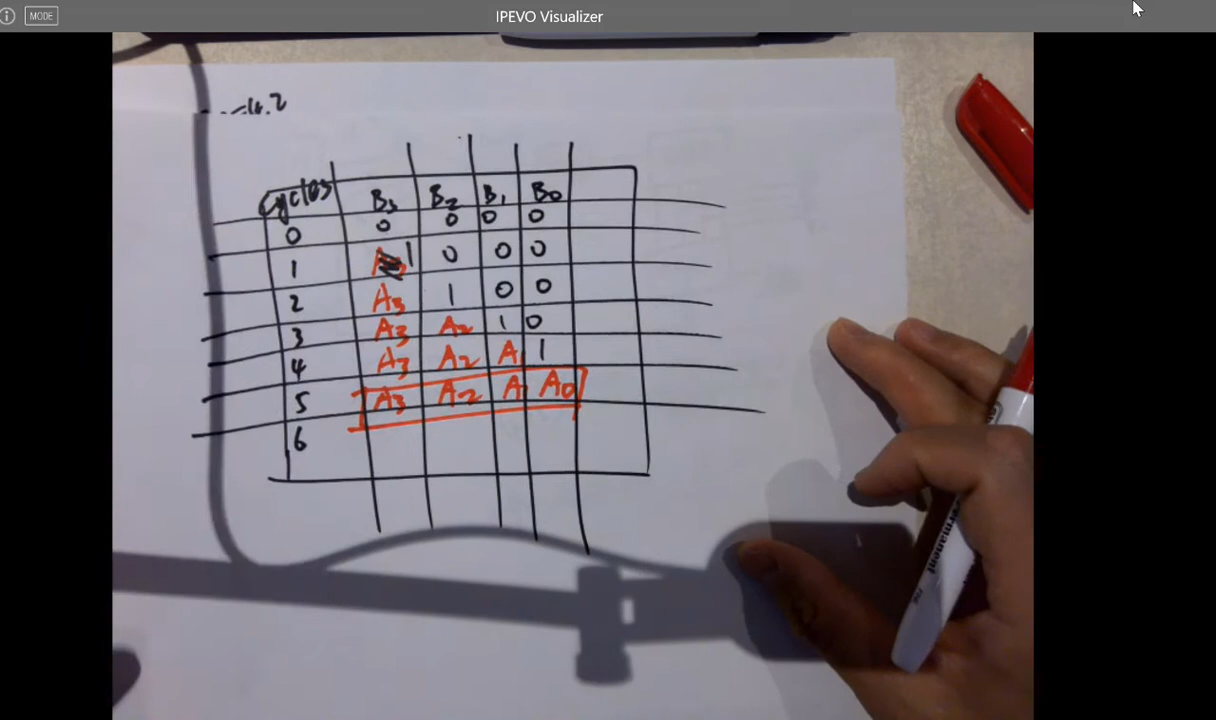 IPEVO Visualizer
MODE
Cycles B3 B2 B1 B0
0 0 0 0 0
1 1 0 0 0
2 A3 1 0 0
3 A3 A2 1 0
4 A3 A2 A1 1
5 A3 A2 A1 A0
6
Permanent